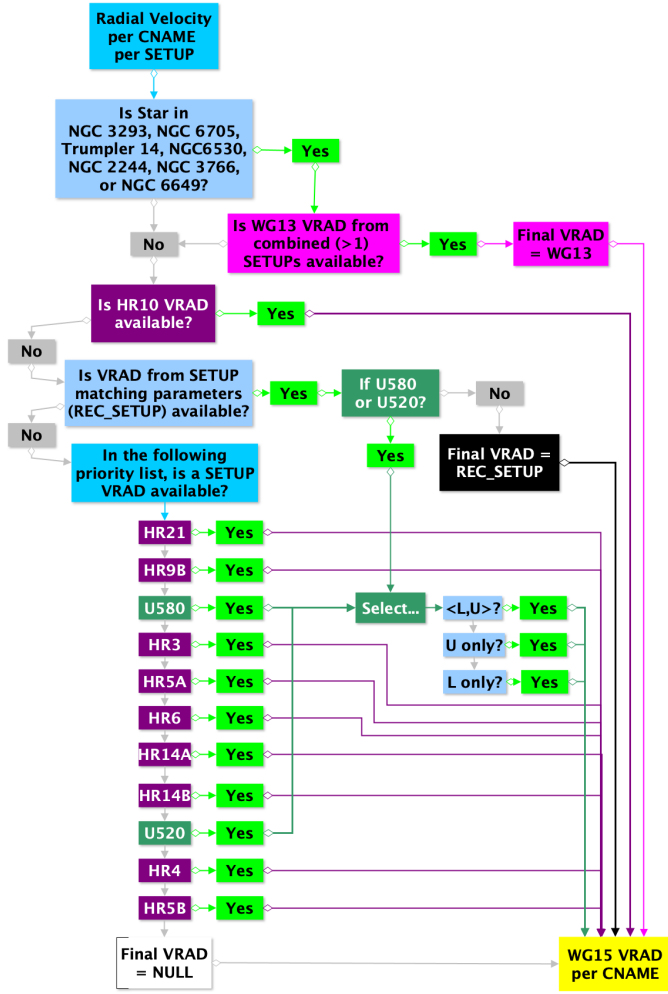 Radial Velocity
per CNAME
per SETUP
Is Star in
NGC 3293, NGC 6705,
Trumpler 14, NGC6530,
NGC 2244, NGC 3766,
or NGC 6649?
Yes
No
Is WG13 VRAD from
combined (>1)
SETUPs available?
Yes
Final VRAD
= WG13
Is HR10 VRAD
available?
Yes
No
Is VRAD from SETUP
matching parameters
(REC_SETUP) available?
Yes
If U580
or U520?
No
No
Yes
Final VRAD =
REC_SETUP
In the following
priority list, is a SETUP
VRAD available?
HR21
Yes
HR9B
Yes
U580
Yes
Select...
<L,U>?
Yes
HR3
Yes
U only?
Yes
HR5A
Yes
L only?
Yes
HR6
Yes
HR14A
Yes
HR14B
Yes
U520
Yes
HR4
Yes
HR5B
Yes
Final VRAD
= NULL
WG15 VRAD
per CNAME